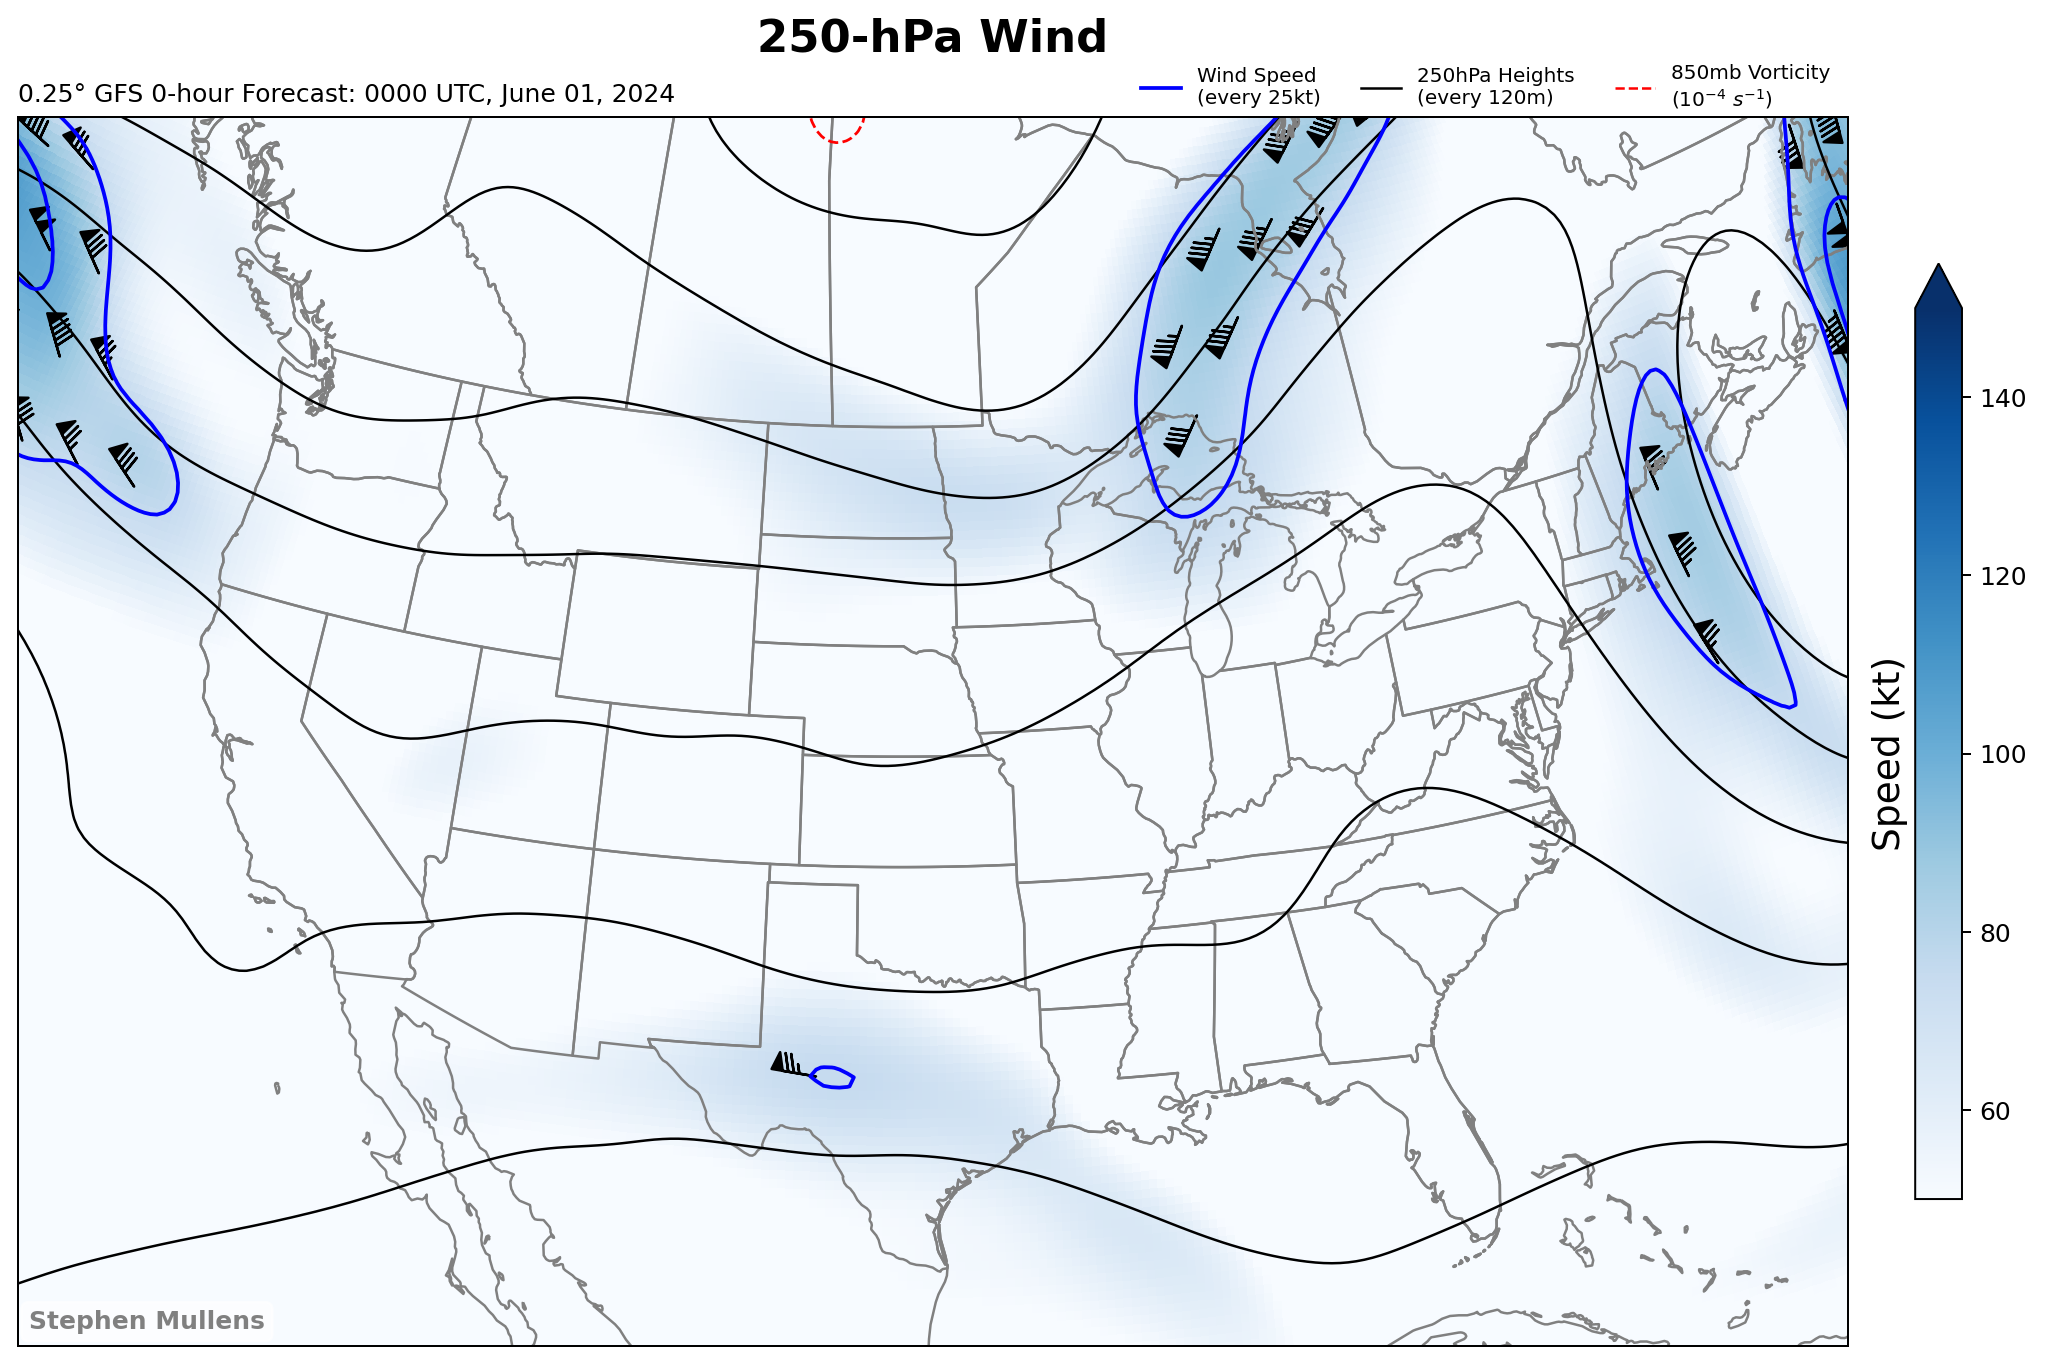 250-hPa Wind
0.25° GFS 0-hour Forecast: 0000 UTC, June 01, 2024
Wind Speed
(every 25kt)
250hPa Heights
(every 120m)
850mb Vorticity
(10⁻⁴ s⁻¹)
140
120
100
80
60
Speed (kt)
Stephen Mullens